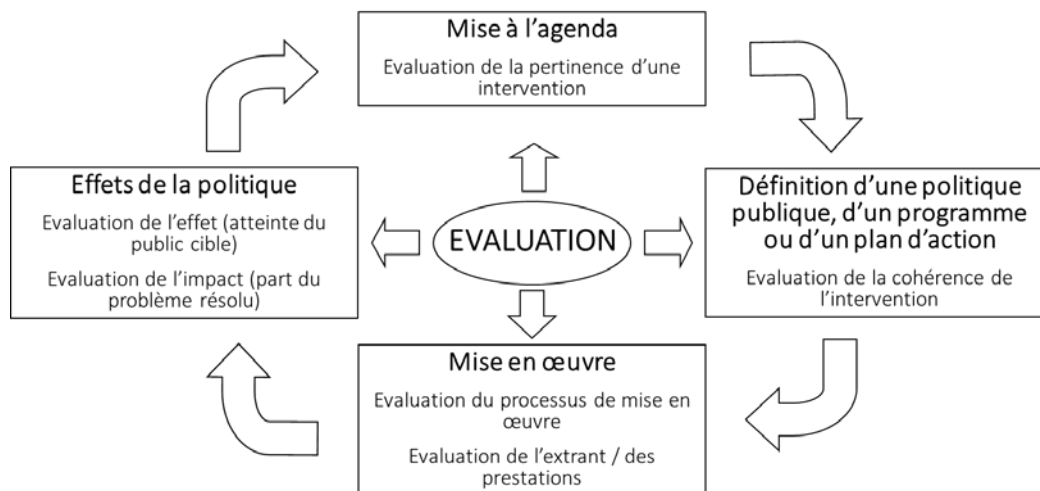 Mise à l’agenda
Evaluation de la pertinence d’une
intervention
Effets de la politique
Evaluation de l’effet (atteinte du
public cible)
Evaluation de l’impact (part du
problème résolu)
EVALUATION
Définition d’une politique
publique, d’un programme
ou d’un plan d’action
Evaluation de la cohérence de
l’intervention
Mise en œuvre
Evaluation du processus de mise en
œuvre
Evaluation de l’extrant / des
prestations